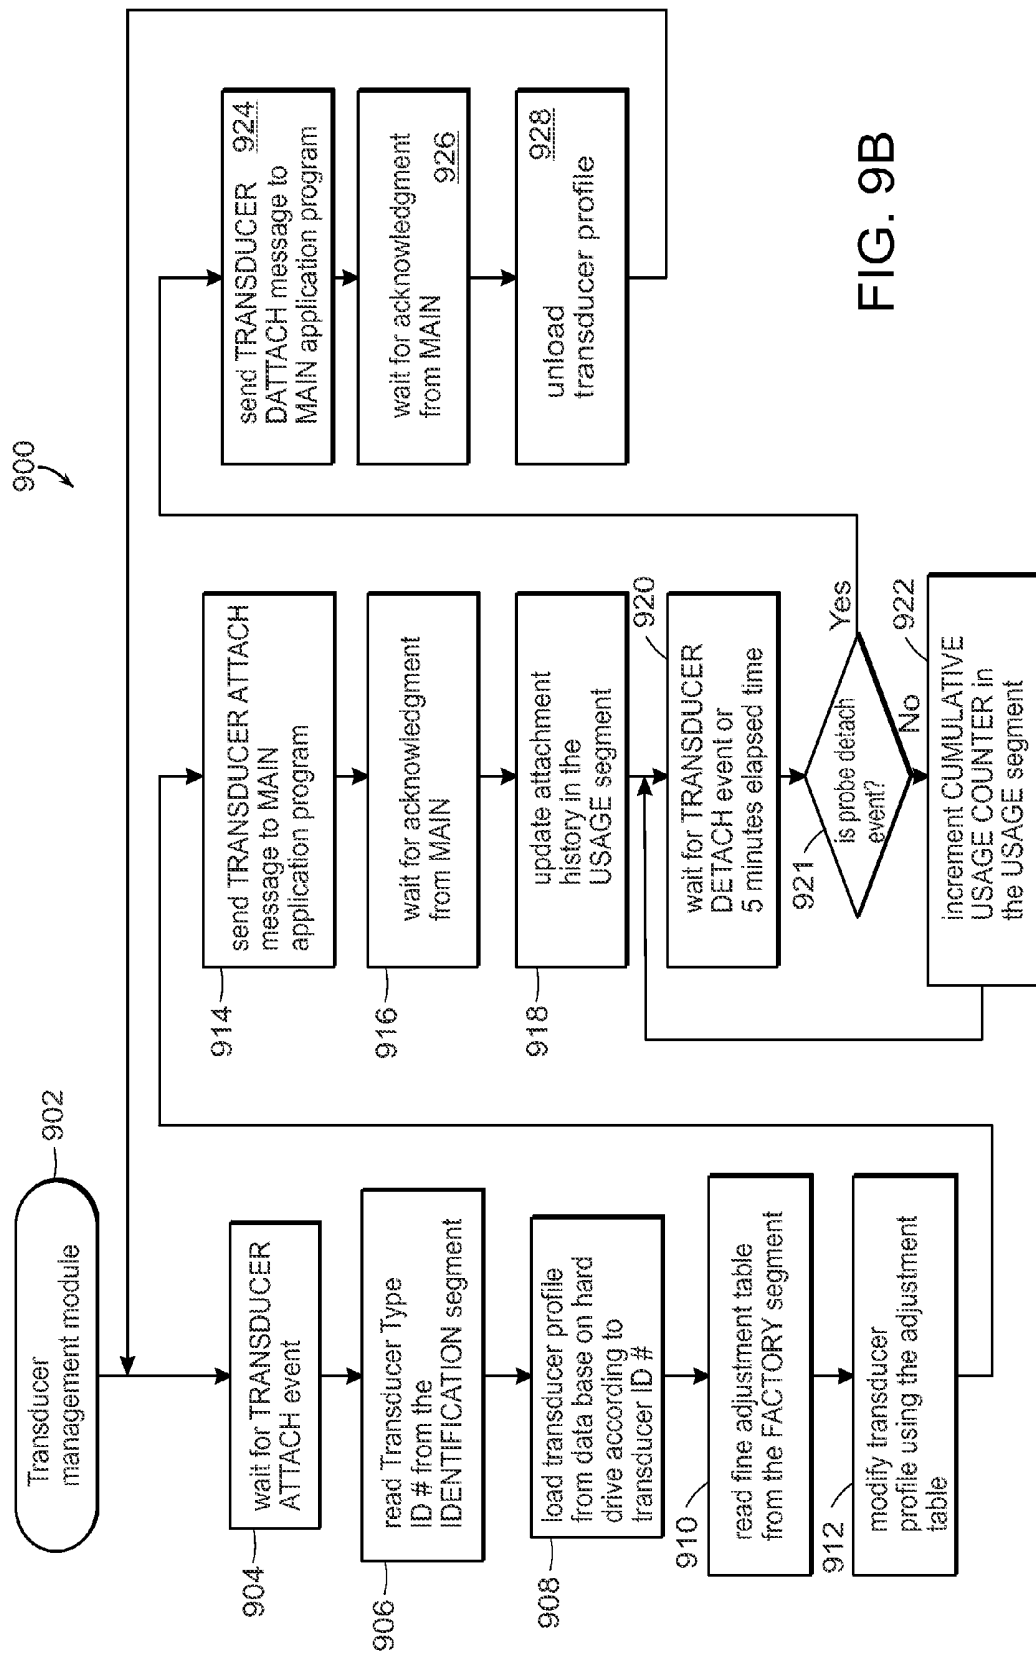 900
Transducer
management module
902
wait for TRANSDUCER
ATTACH event
904
read Transducer Type
ID # from the
IDENTIFICATION segment
906
load transducer profile
from data base on hard
drive according to
transducer ID #
908
read fine adjustment table
from the FACTORY segment
910
modify transducer
profile using the adjustment
table
912
send TRANSDUCER ATTACH
message to MAIN
application program
914
wait for acknowledgment
from MAIN
916
update attachment
history in the
USAGE segment
918
wait for TRANSDUCER
DETACH event or
5 minutes elapsed time
920
is probe detach
event?
921
Yes
No
increment CUMULATIVE
USAGE COUNTER in
the USAGE segment
922
send TRANSDUCER 924
DATTACH message to
MAIN application program
wait for acknowledgment
from MAIN 926
unload 928
transducer profile
FIG. 9B